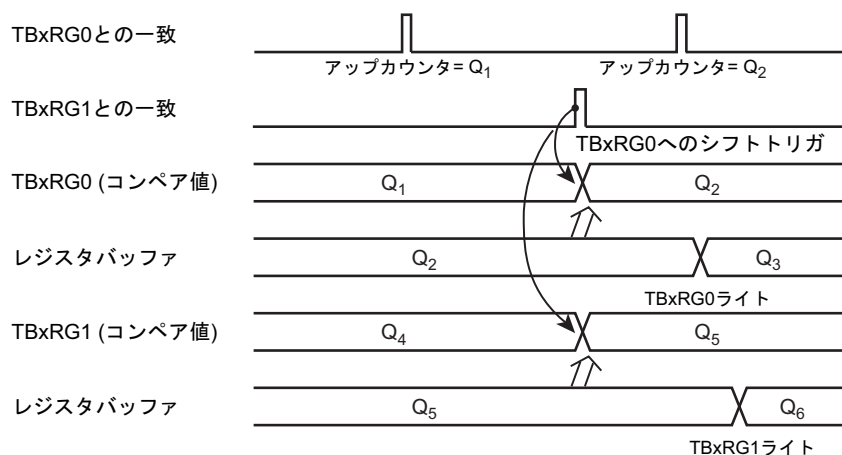 TBxRG0との一致
アップカウンタ= Q1
アップカウンタ= Q2
TBxRG1との一致
TBxRG0へのシフトトリガ
TBxRG0 (コンペア値)
Q1
Q2
レジスタバッファ
Q2
Q3
TBxRG0ライト
TBxRG1 (コンペア値)
Q4
Q5
レジスタバッファ
Q5
Q6
TBxRG1ライト